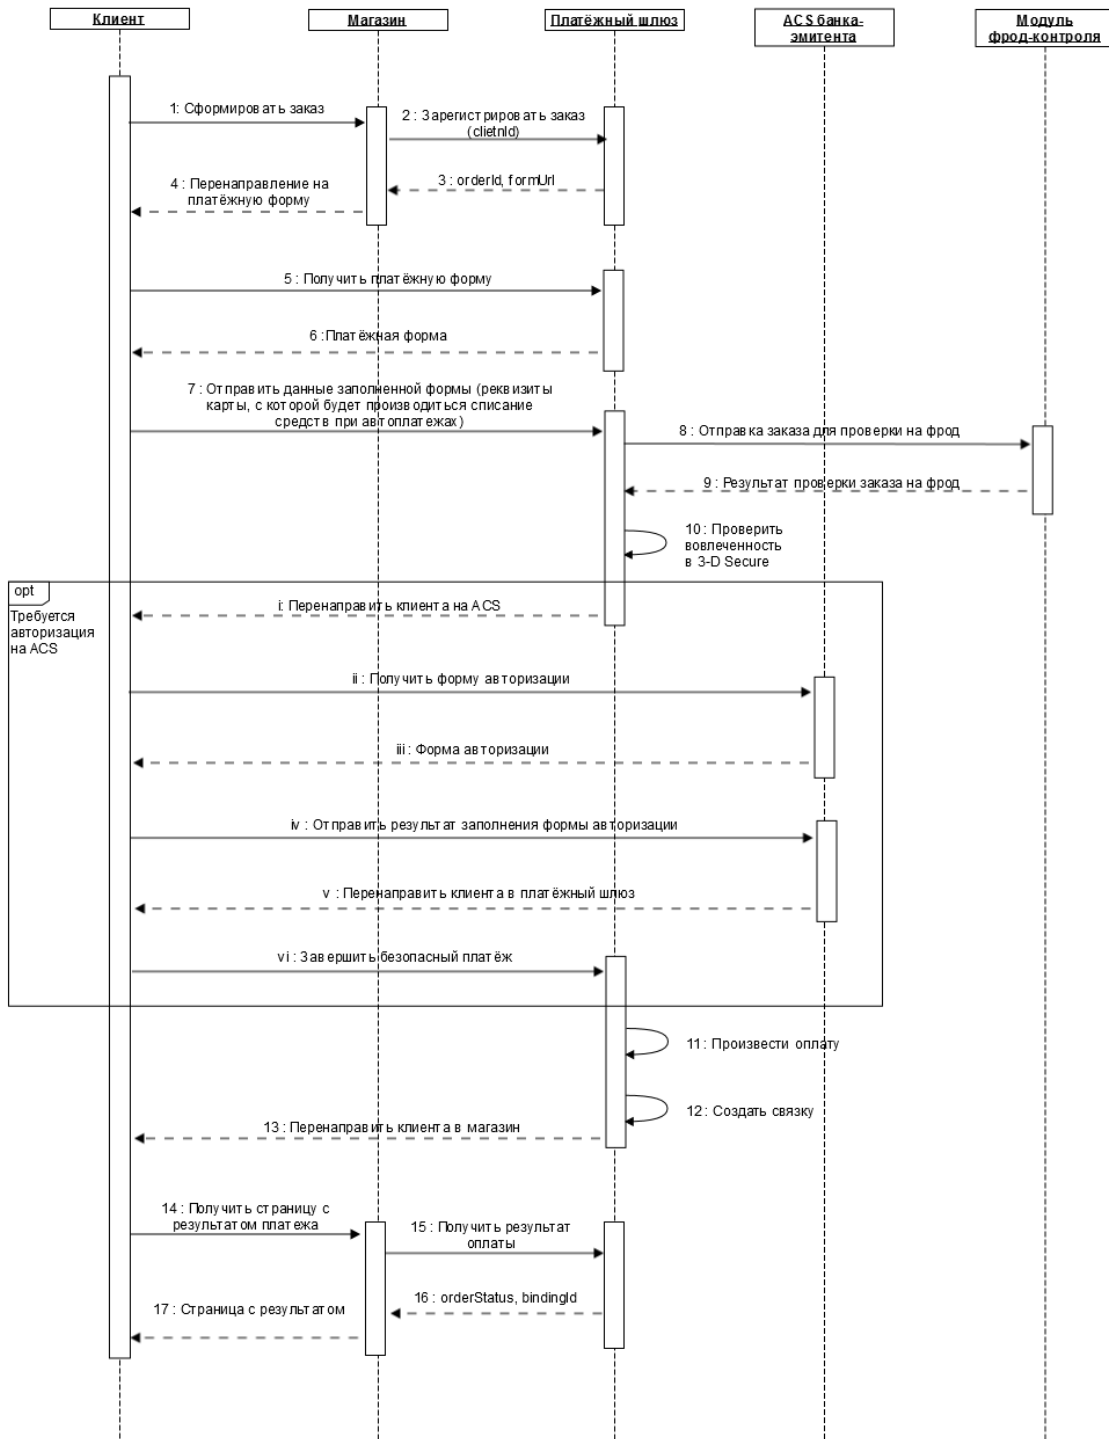 Клиент
Магазин
Платёжный шлюз
ACS банка-
эмитента
Модуль
фрод-контроля
1: Сформировать заказ
2 : Зарегистрировать заказ
(clietnId)
3 : orderId, formUrl
4 : Перенаправление на
платёжную форму
5 : Получить платёжную форму
6 :Платёжная форма
7 : Отправить данные заполненной формы (реквизиты
карты, с которой будет производиться списание
средств при автоплатежах)
8 : Отправка заказа для проверки на фрод
9 : Результат проверки заказа на фрод
10 : Проверить
вовлеченность
в 3-D Secure
opt
Требуется
авторизация
на ACS
i: Перенаправить клиента на ACS
ii : Получить форму авторизации
iii : Форма авторизации
iv : Отправить результат заполнения формы авторизации
v : Перенаправить клиента в платёжный шлюз
vi : Завершить безопасный платёж
11 : Произвести оплату
12 : Создать связку
13 : Перенаправить клиента в магазин
14 : Получить страницу с
результатом платежа
15 : Получить результат
оплаты
16 : orderStatus, bindingId
17 : Страница с результатом